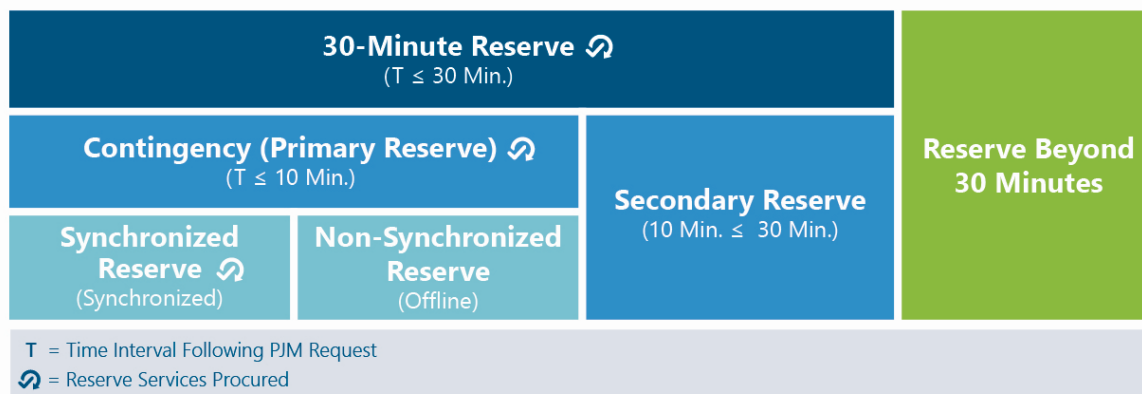 30-Minute Reserve
(T ≤ 30 Min.)
Contingency (Primary Reserve)
(T ≤ 10 Min.)
Synchronized
Reserve
(Synchronized)
Non-Synchronized
Reserve
(Offline)
Secondary Reserve
(10 Min. ≤ 30 Min.)
Reserve Beyond
30 Minutes
T = Time Interval Following PJM Request
= Reserve Services Procured